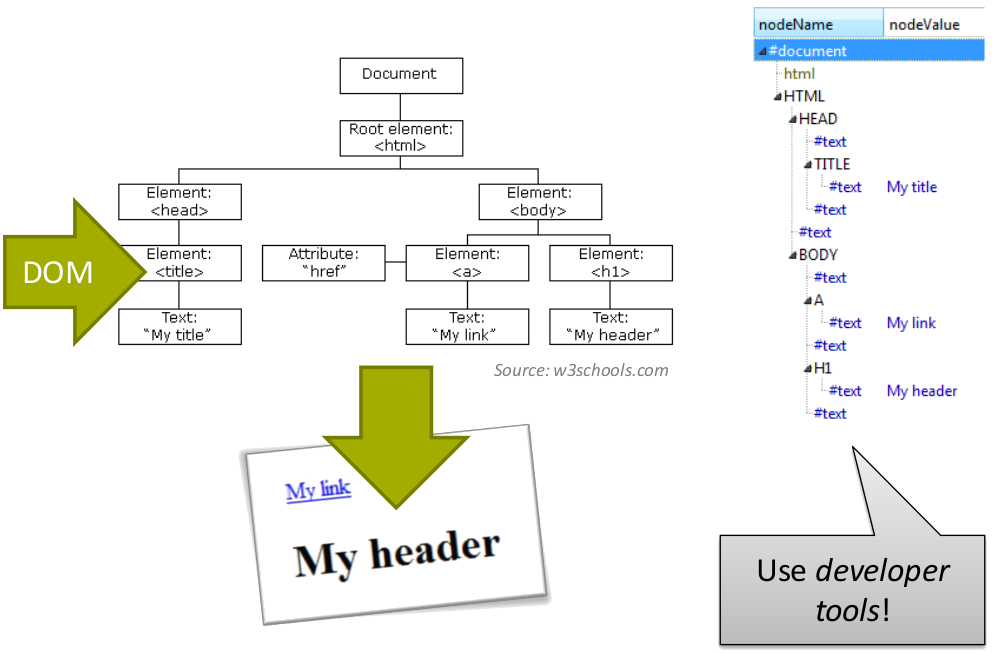 Document
Root element:
<html>
Element:
<head>
Element:
<body>
DOM
Element:
<title>
Attribute:
“href”
Element:
<a>
Element:
<h1>
Text:
“My title”
Text:
“My link”
Text:
“My header”
Source: w3schools.com
My link
My header
nodeName nodeValue
#document
html
HTML
HEAD
#text
TITLE
#text My title
#text
#text
BODY
#text
A
#text My link
#text
H1
#text My header
#text
Use developer
tools!